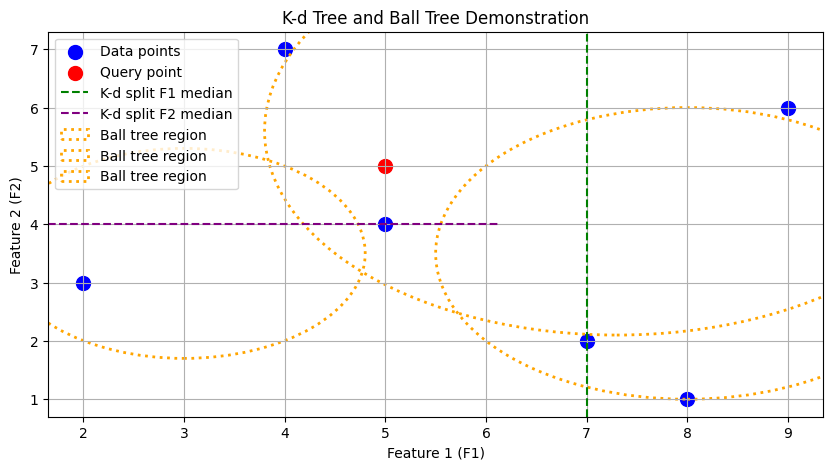 K-d Tree and Ball Tree Demonstration
Data points
Query point
K-d split F1 median
K-d split F2 median
Ball tree region
Ball tree region
Ball tree region
Feature 2 (F2)
7
6
5
4
3
2
1
2 3 4 5 6 7 8 9
Feature 1 (F1)